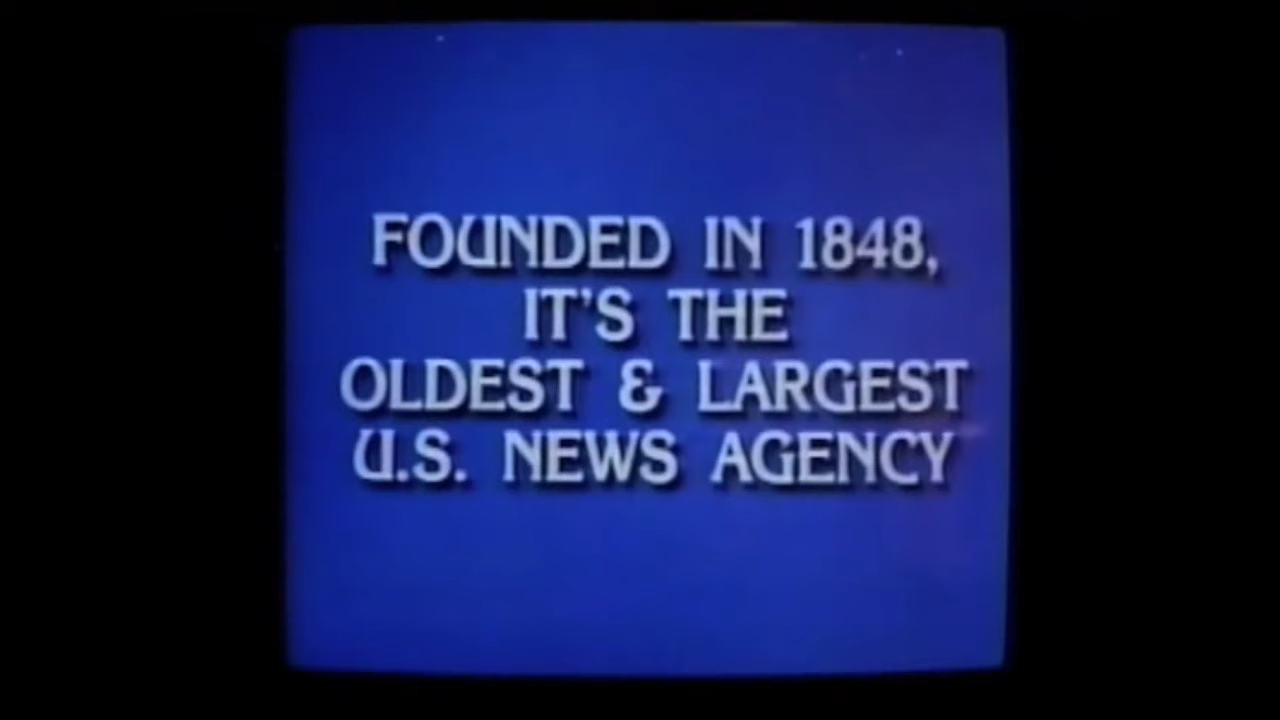 FOUNDED IN 1848,
IT'S THE
OLDEST & LARGEST
U.S. NEWS AGENCY